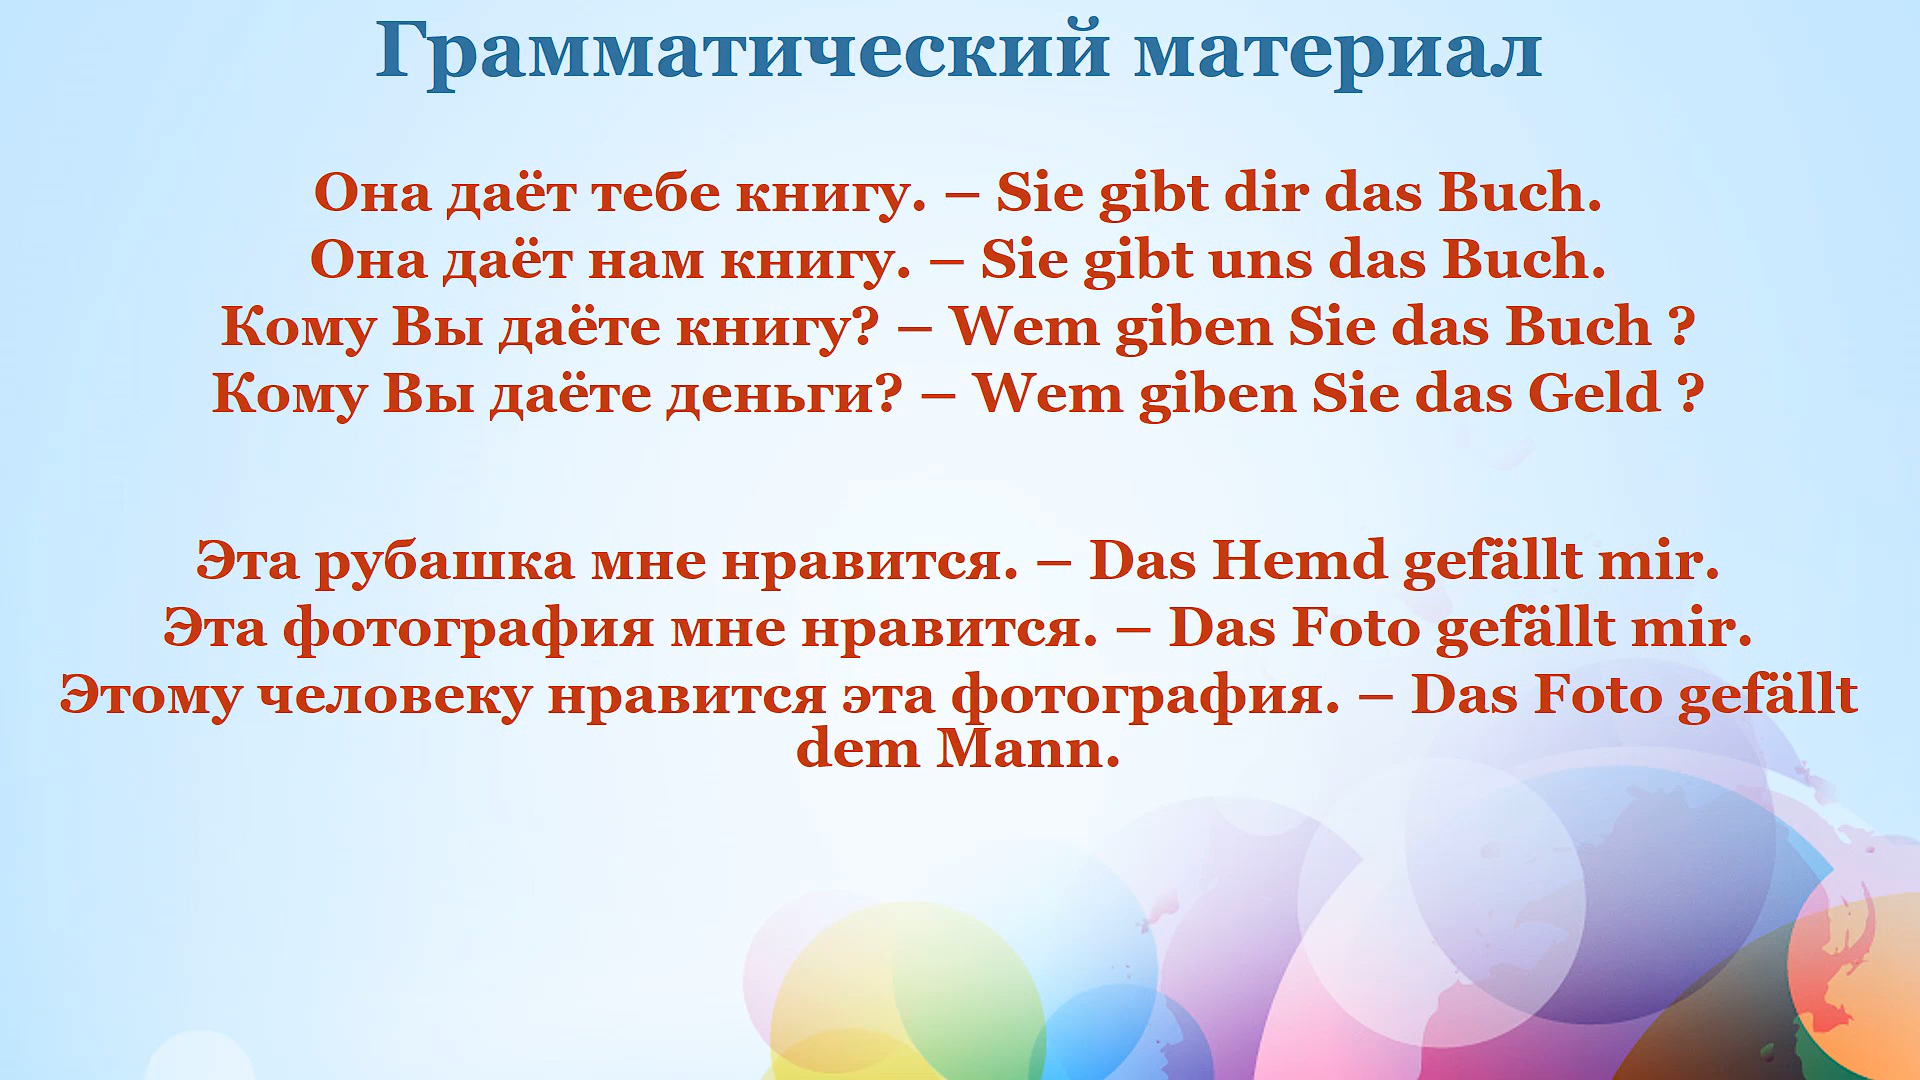 Грамматический материал
Она даёт тебе книгу. – Sie gibt dir das Buch.
Она даёт нам книгу. – Sie gibt uns das Buch.
Кому Вы даёте книгу? – Wem giben Sie das Buch ?
Кому Вы даёте деньги? – Wem giben Sie das Geld ?
Эта рубашка мне нравится. – Das Hemd gefällt mir.
Эта фотография мне нравится. – Das Foto gefällt mir.
Этому человеку нравится эта фотография. – Das Foto gefällt
dem Mann.